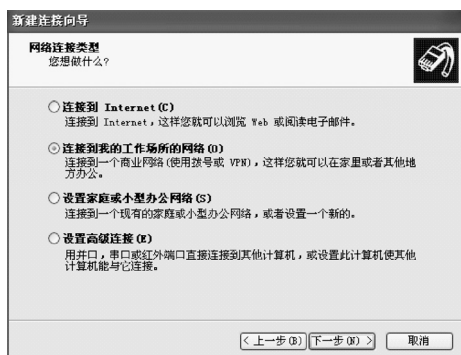 新建连接向导
网络连接类型
您想做什么?
连接到 Internet(C)
连接到 Internet,这样您就可以浏览 Web 或阅读电子邮件。
连接到我的工作场所的网络(O)
连接到一个商业网络(使用拨号或 VPN),这样您就可以在家里或者其他地
方办公。
设置家庭或小型办公网络(S)
连接到一个现有的家庭或小型办公网络,或者设置一个新的。
设置高级连接(E)
用并口,串口或红外端口直接连接到其他计算机,或设置此计算机使其他
计算机能与它连接。
< 上一步(B) 下一步(N) > 取消